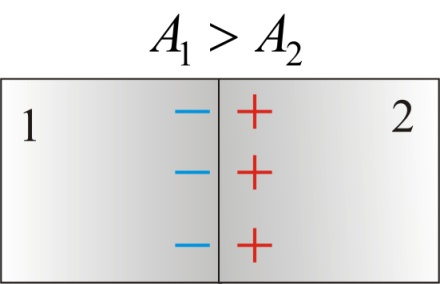 A₁ > A₂
1 2
− +
− +
− +